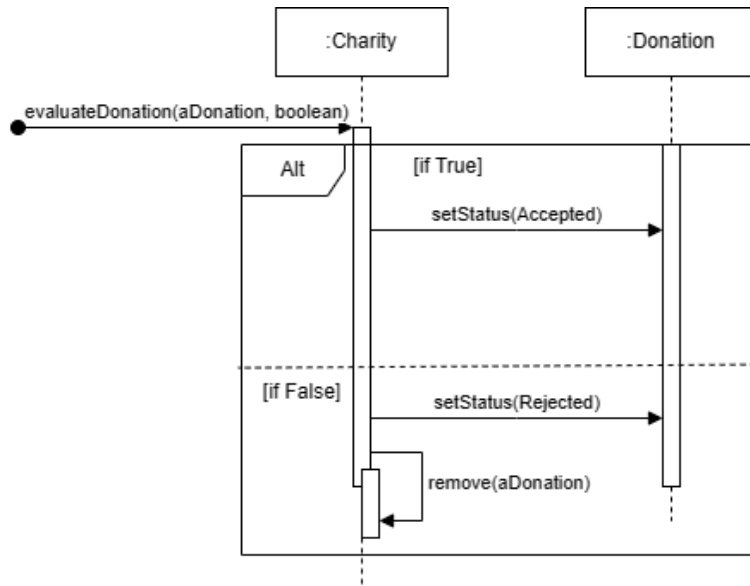 :Charity
:Donation
evaluateDonation(aDonation, boolean)
Alt
[if True]
setStatus(Accepted)
[if False]
setStatus(Rejected)
remove(aDonation)